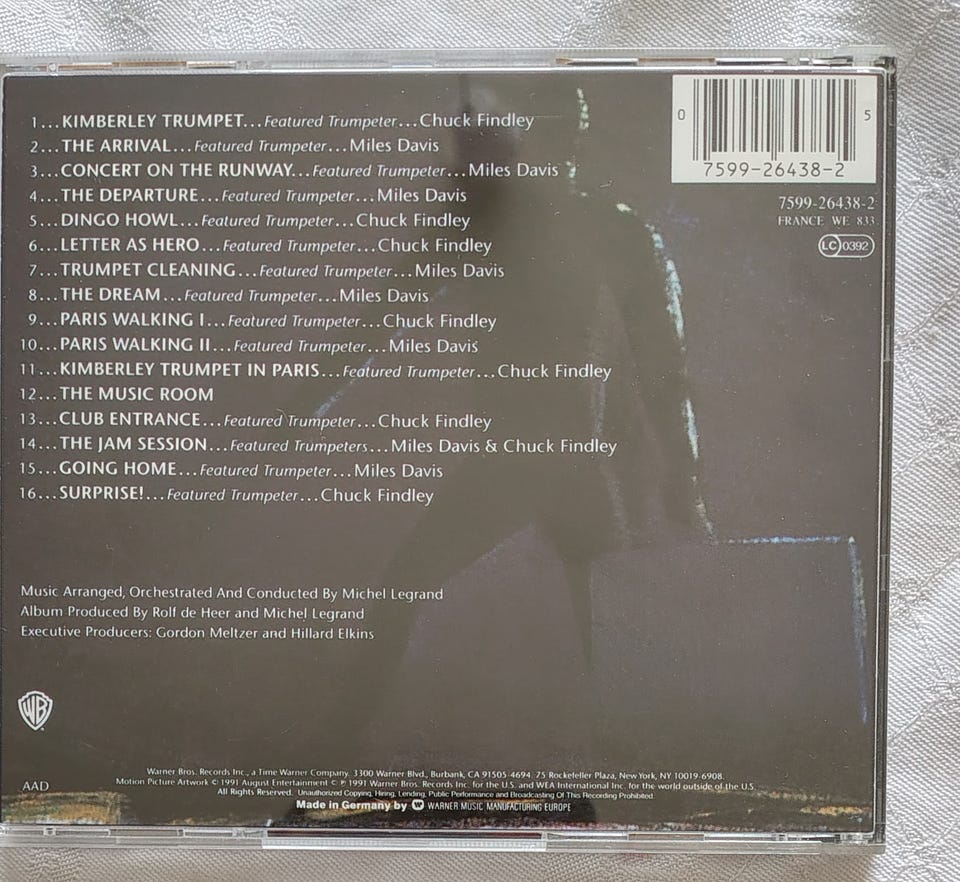 1...KIMBERLEY TRUMPET...Featured Trumpeter...Chuck Findley
2...THE ARRIVAL...Featured Trumpeter...Miles Davis
3...CONCERT ON THE RUNWAY...Featured Trumpeter...Miles Davis
4...THE DEPARTURE...Featured Trumpeter...Miles Davis
5...DINGO HOWL...Featured Trumpeter...Chuck Findley
6...LETTER AS HERO...Featured Trumpeter...Chuck Findley
7...TRUMPET CLEANING...Featured Trumpeter...Miles Davis
8...THE DREAM...Featured Trumpeter...Miles Davis
9...PARIS WALKING I...Featured Trumpeter...Chuck Findley
10...PARIS WALKING II...Featured Trumpeter...Miles Davis
11...KIMBERLEY TRUMPET IN PARIS...Featured Trumpeter...Chuck Findley
12...THE MUSIC ROOM
13...CLUB ENTRANCE...Featured Trumpeter...Chuck Findley
14...THE JAM SESSION...Featured Trumpeters...Miles Davis & Chuck Findley
15...GOING HOME...Featured Trumpeter...Miles Davis
16...SURPRISE!...Featured Trumpeter...Chuck Findley
0 5
7599-26438-2
7599-26438-2
FRANCE WE 833
LC 0392
Music Arranged, Orchestrated And Conducted By Michel Legrand
Album Produced By Rolf de Heer and Michel Legrand
Executive Producers: Gordon Meltzer and Hillard Elkins
WB
AAD
Warner Bros. Records Inc., a Time Warner Company, 3300 Warner Blvd., Burbank, CA 91505-4694. 75 Rockefeller Plaza, New York, NY 10019-6908.
Motion Picture Artwork © 1991 August Entertainment © ℗ 1991 Warner Bros. Records Inc. for the U.S. and WEA International Inc. for the world outside of the U.S.
All Rights Reserved. Unauthorized Copying, Hiring, Lending, Public Performance and Broadcasting Of This Recording Prohibited.
Made in Germany by WARNER MUSIC MANUFACTURING EUROPE